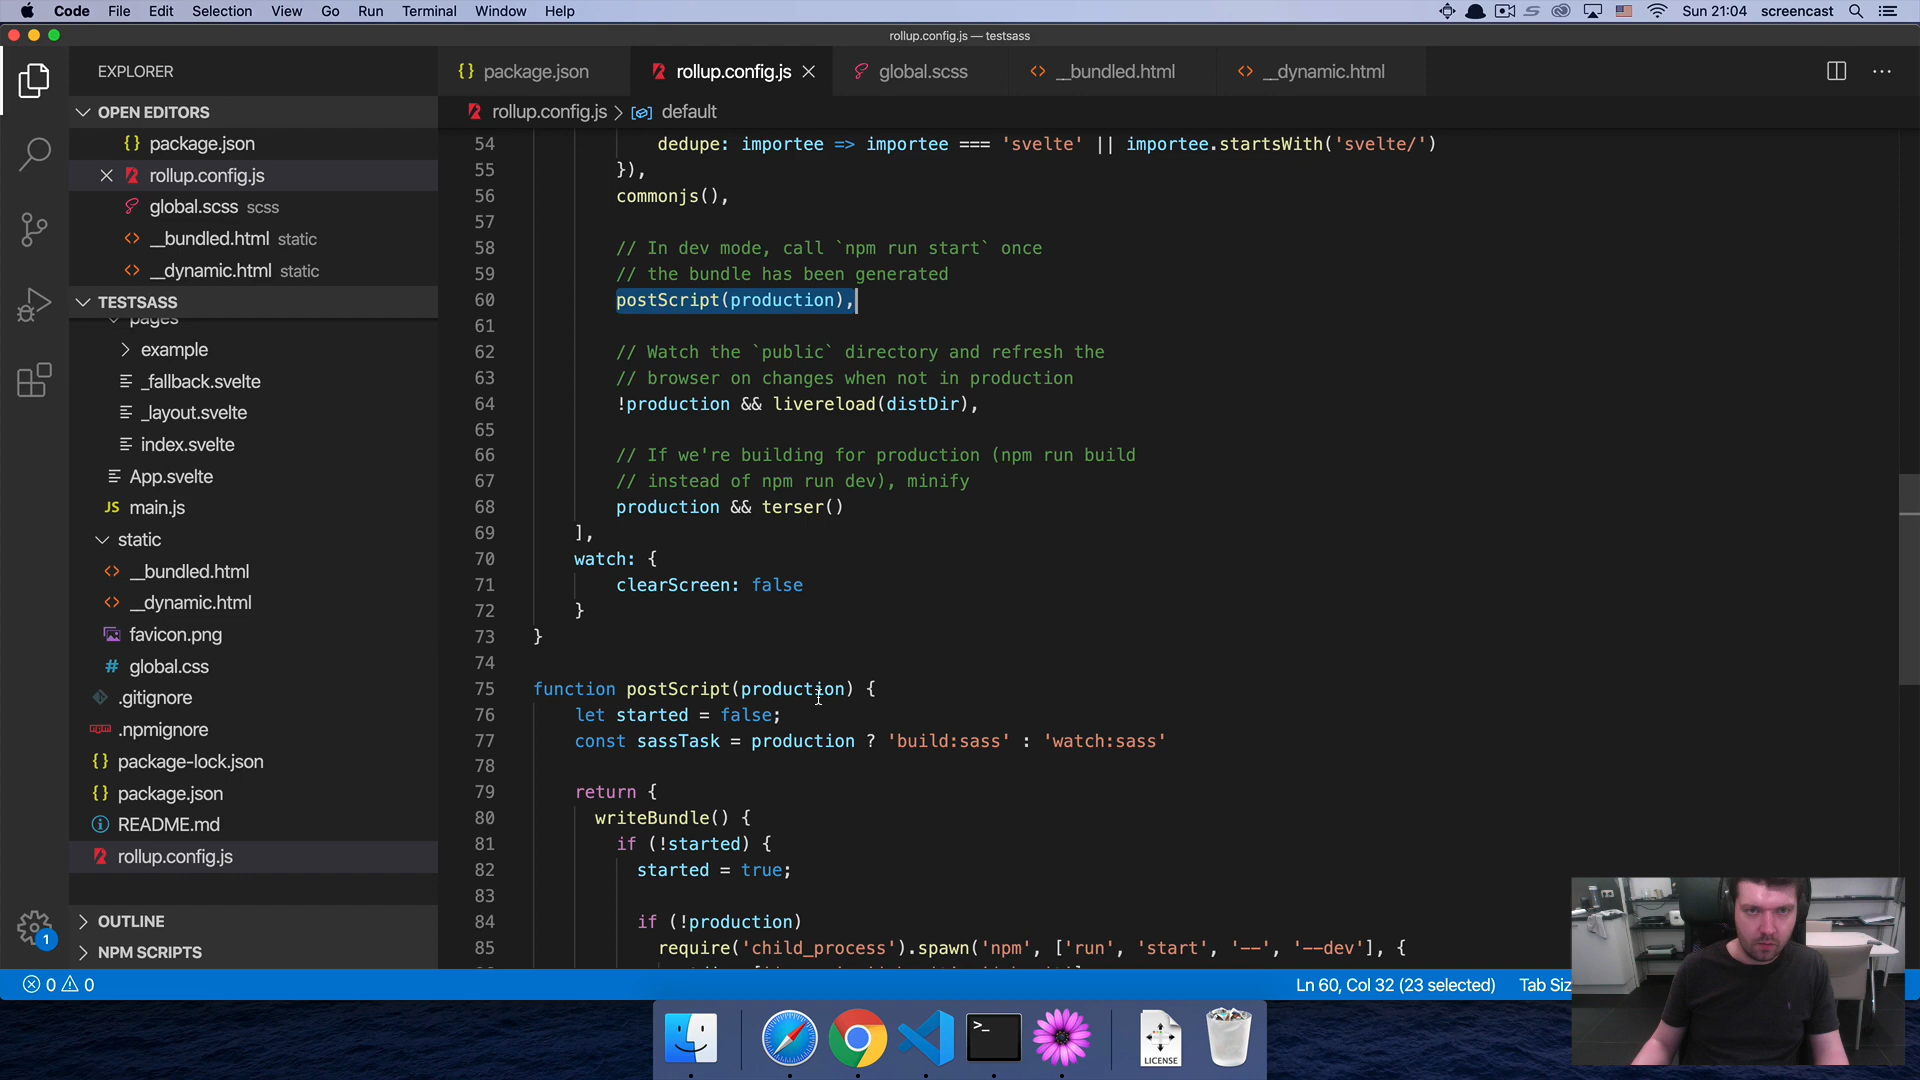 Code File Edit Selection View Go Run Terminal Window Help
Sun 21:04 screencast
rollup.config.js — testsass
EXPLORER
OPEN EDITORS
package.json
rollup.config.js
global.scss scss
__bundled.html static
__dynamic.html static
TESTSASS
pages
example
_fallback.svelte
_layout.svelte
index.svelte
App.svelte
JS main.js
static
__bundled.html
__dynamic.html
favicon.png
# global.css
.gitignore
.npmignore
package-lock.json
package.json
README.md
rollup.config.js
OUTLINE
NPM SCRIPTS
1
package.json rollup.config.js global.scss __bundled.html __dynamic.html
rollup.config.js > default
54 dedupe: importee => importee === 'svelte' || importee.startsWith('svelte/')
55 }),
56 commonjs(),
57
58 // In dev mode, call `npm run start` once
59 // the bundle has been generated
60 postScript(production),
61
62 // Watch the `public` directory and refresh the
63 // browser on changes when not in production
64 !production && livereload(distDir),
65
66 // If we're building for production (npm run build
67 // instead of npm run dev), minify
68 production && terser()
69 ],
70 watch: {
71 clearScreen: false
72 }
73 }
74
75 function postScript(production) {
76 let started = false;
77 const sassTask = production ? 'build:sass' : 'watch:sass'
78
79 return {
80 writeBundle() {
81 if (!started) {
82 started = true;
83
84 if (!production)
85 require('child_process').spawn('npm', ['run', 'start', '--', '--dev'], {
0 0
Ln 60, Col 32 (23 selected) Tab Siz
LICENSE